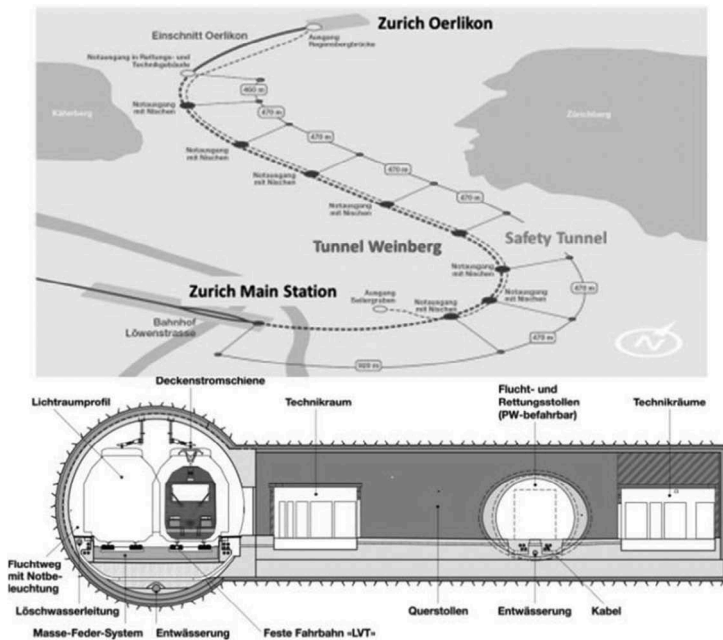 Zurich Oerlikon
Einschnitt Oerlikon
Ausgang
Regensbergbrücke
Notausgang in Rettungs- und
Technikgebäude
Käferberg
Zürichberg
Notausgang
mit Nischen
470 m
470 m
Notausgang
mit Nischen
470 m
Notausgang
mit Nischen
470 m
Notausgang
mit Nischen
Tunnel Weinberg
Safety Tunnel
Notausgang
mit Nischen
470 m
Zurich Main Station
Ausgang
Seilergraben
Notausgang
mit Nischen
Notausgang
mit Nischen
470 m
Bahnhof
Löwenstrasse
N
Deckenstromschiene
Lichtraumprofil
Technikraum
Flucht- und
Rettungsstollen
(PW-befahrbar)
Technikräume
Fluchtweg
mit Notbe-
leuchtung
Löschwasserleitung
Masse-Feder-System
Entwässerung
Feste Fahrbahn «LVT»
Querstollen
Entwässerung
Kabel